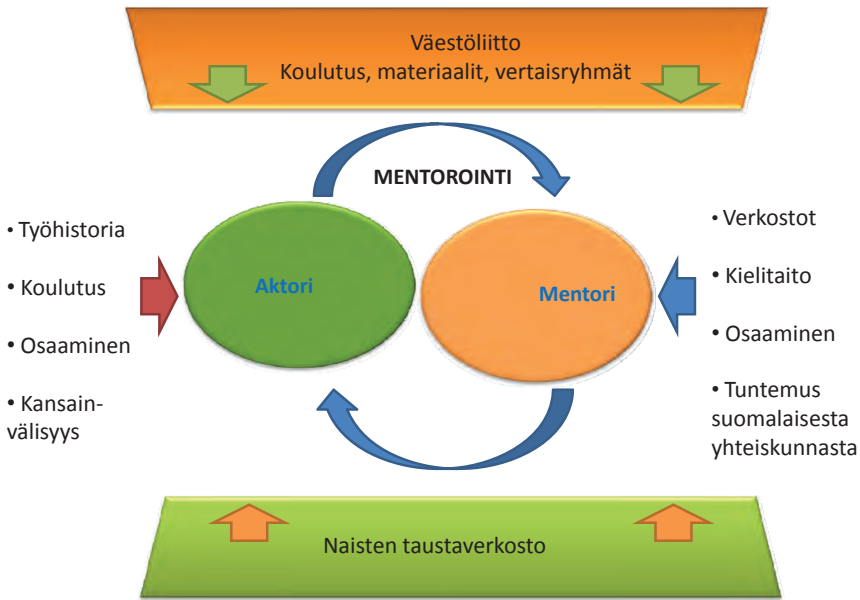 Väestöliitto
Koulutus, materiaalit, vertaisryhmät
MENTOROINTI
• Työhistoria
• Koulutus
• Osaaminen
• Kansain-
välisyys
Aktori
Mentori
• Verkostot
• Kielitaito
• Osaaminen
• Tuntemus
suomalaisesta
yhteiskunnasta
Naisten taustaverkosto